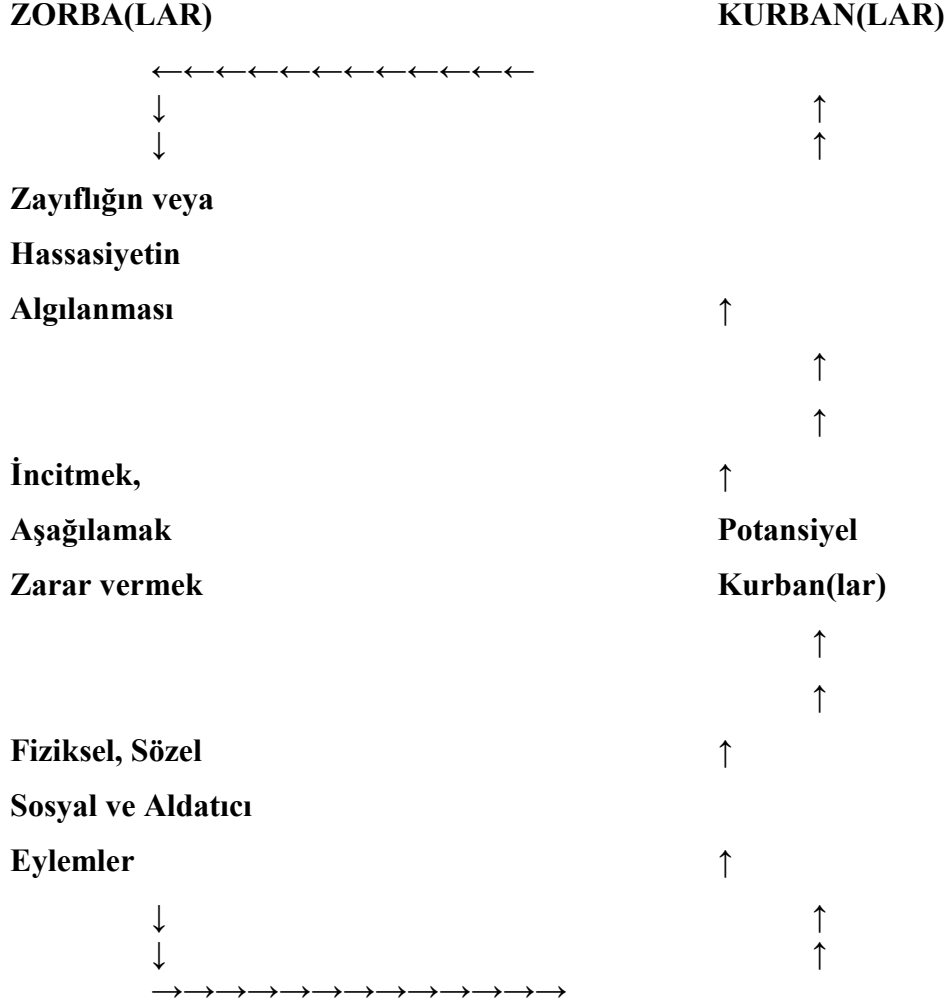 ZORBA(LAR) KURBAN(LAR)
←←←←←←←←←←←←
↓ ↑
↓ ↑
Zayıflığın veya
Hassasiyetin
Algılanması ↑
↑
↑
İncitmek, ↑
Aşağılamak Potansiyel
Zarar vermek Kurban(lar)
↑
↑
Fiziksel, Sözel ↑
Sosyal ve Aldatıcı
Eylemler ↑
↓ ↑
↓ ↑
→→→→→→→→→→→→→